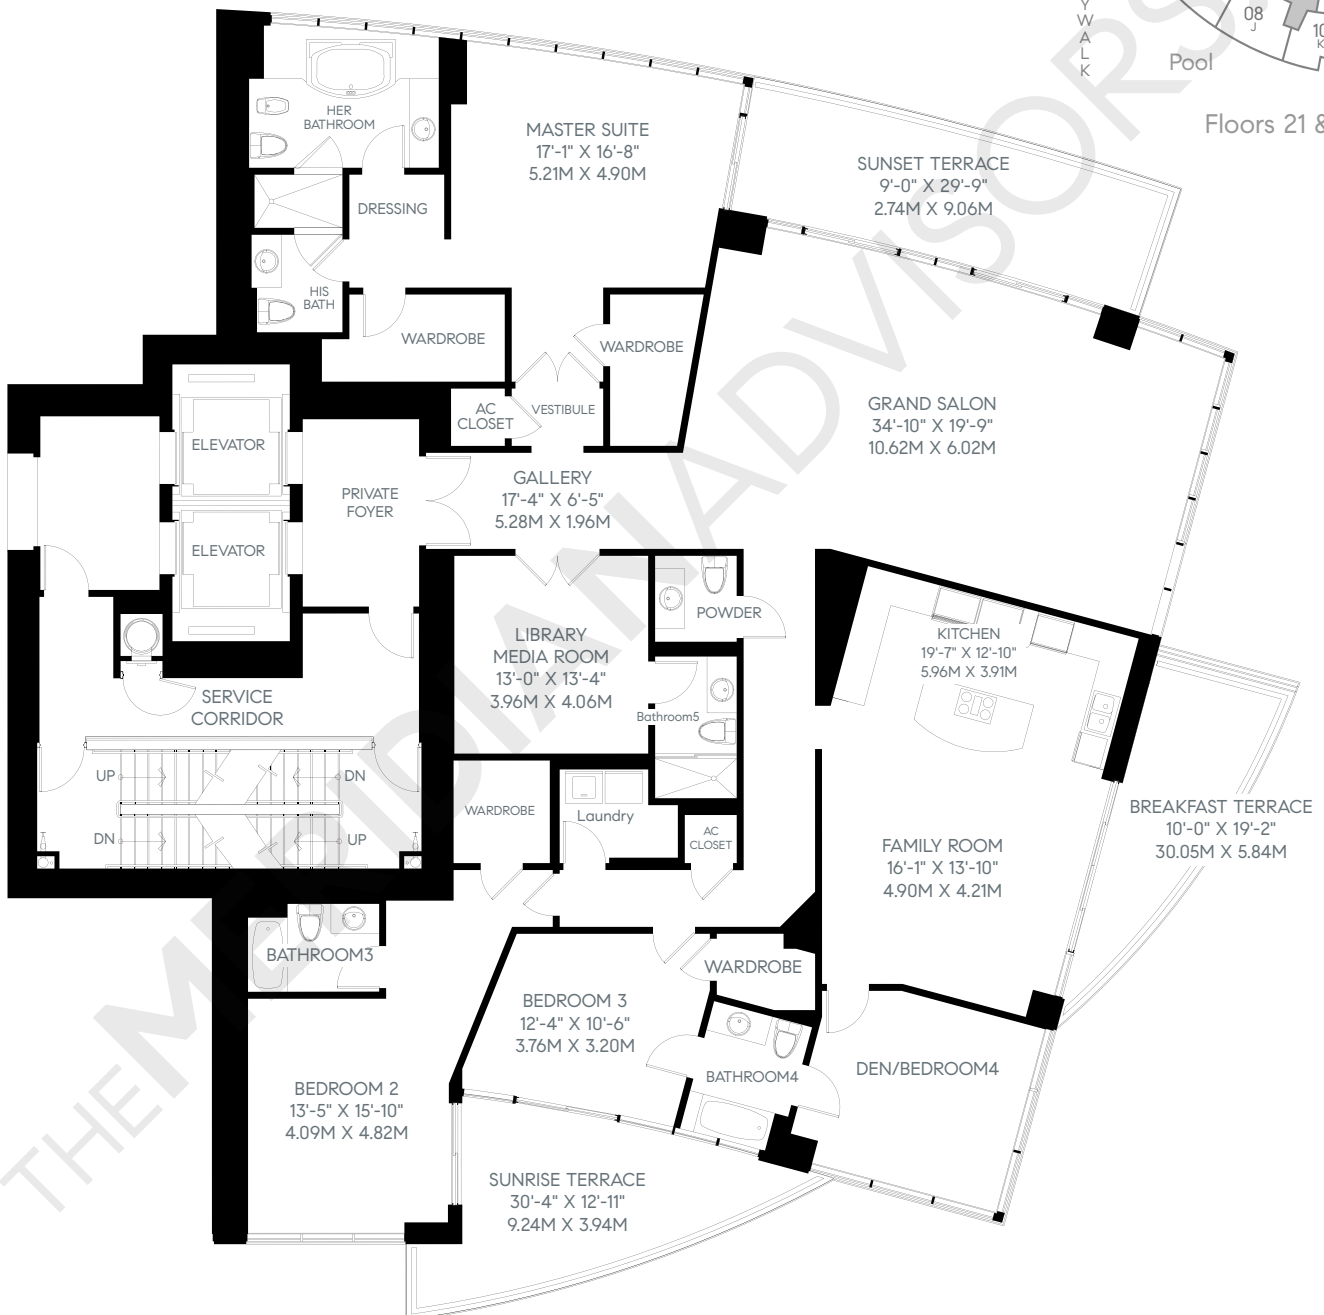 Y
W
A
L
K
08
J
10
K
Pool
Floors 21 &
HER
BATHROOM
MASTER SUITE
17'-1" X 16'-8"
5.21M X 4.90M
SUNSET TERRACE
9'-0" X 29'-9"
2.74M X 9.06M
DRESSING
HIS
BATH
WARDROBE
WARDROBE
AC
CLOSET
VESTIBULE
GRAND SALON
34'-10" X 19'-9"
10.62M X 6.02M
ELEVATOR
PRIVATE
FOYER
GALLERY
17'-4" X 6'-5"
5.28M X 1.96M
ELEVATOR
POWDER
LIBRARY
MEDIA ROOM
13'-0" X 13'-4"
3.96M X 4.06M
KITCHEN
19'-7" X 12'-10"
5.96M X 3.91M
SERVICE
CORRIDOR
Bathroom5
UP
DN
DN
UP
WARDROBE
Laundry
AC
CLOSET
BREAKFAST TERRACE
10'-0" X 19'-2"
30.05M X 5.84M
FAMILY ROOM
16'-1" X 13'-10"
4.90M X 4.21M
BATHROOM3
WARDROBE
BEDROOM 3
12'-4" X 10'-6"
3.76M X 3.20M
BATHROOM4
DEN/BEDROOM4
BEDROOM 2
13'-5" X 15'-10"
4.09M X 4.82M
SUNRISE TERRACE
30'-4" X 12'-11"
9.24M X 3.94M
THEMERIDIANADVISORS.